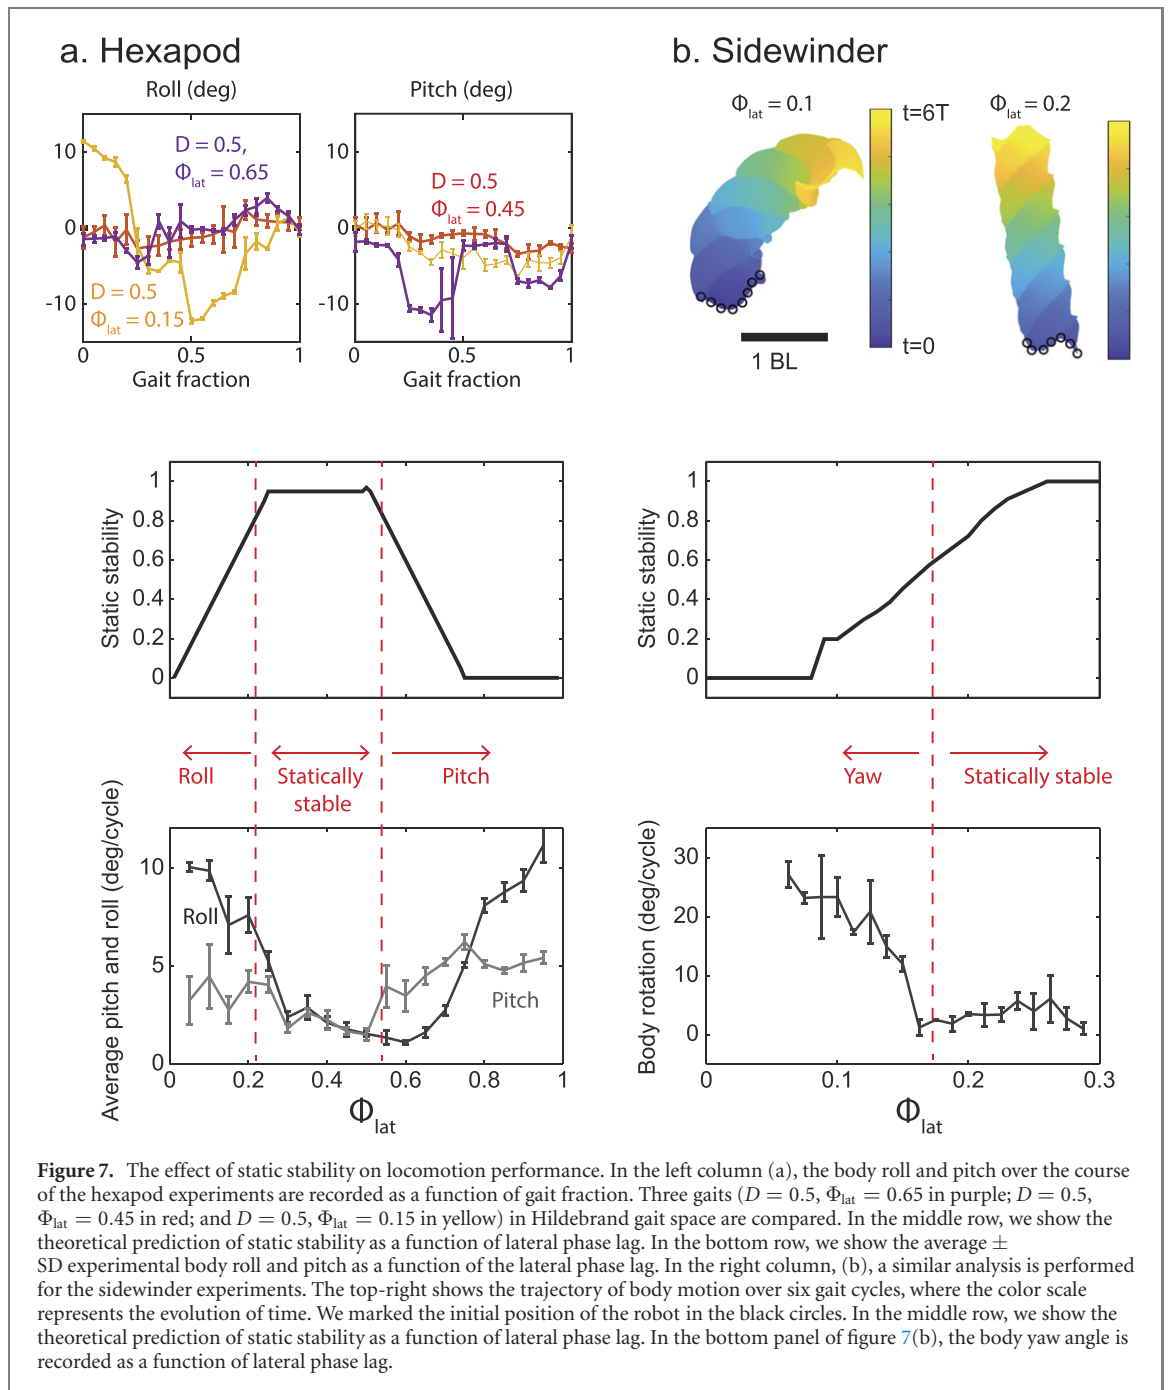 a. Hexapod
Roll (deg)
Pitch (deg)
10
0
-10
D = 0.5,
Φlat = 0.65
D = 0.5
Φlat = 0.15
0
0.5
1
Gait fraction
10
0
-10
D = 0.5
Φlat = 0.45
0
0.5
1
Gait fraction
b. Sidewinder
Φlat = 0.1
t=6T
t=0
1 BL
Φlat = 0.2
Static stability
1
0.8
0.6
0.4
0.2
0
Roll
Statically
stable
Pitch
Average pitch and roll (deg/cycle)
10
5
0
Roll
Pitch
0
0.2
0.4
0.6
0.8
1
Φlat
Static stability
1
0.8
0.6
0.4
0.2
0
Yaw
Statically stable
Body rotation (deg/cycle)
30
20
10
0
0
0.1
0.2
0.3
Φlat
Figure 7. The effect of static stability on locomotion performance. In the left column (a), the body roll and pitch over the course
of the hexapod experiments are recorded as a function of gait fraction. Three gaits (D = 0.5, Φlat = 0.65 in purple; D = 0.5,
Φlat = 0.45 in red; and D = 0.5, Φlat = 0.15 in yellow) in Hildebrand gait space are compared. In the middle row, we show the
theoretical prediction of static stability as a function of lateral phase lag. In the bottom row, we show the average ±
SD experimental body roll and pitch as a function of the lateral phase lag. In the right column, (b), a similar analysis is performed
for the sidewinder experiments. The top-right shows the trajectory of body motion over six gait cycles, where the color scale
represents the evolution of time. We marked the initial position of the robot in the black circles. In the middle row, we show the
theoretical prediction of static stability as a function of lateral phase lag. In the bottom panel of figure 7(b), the body yaw angle is
recorded as a function of lateral phase lag.